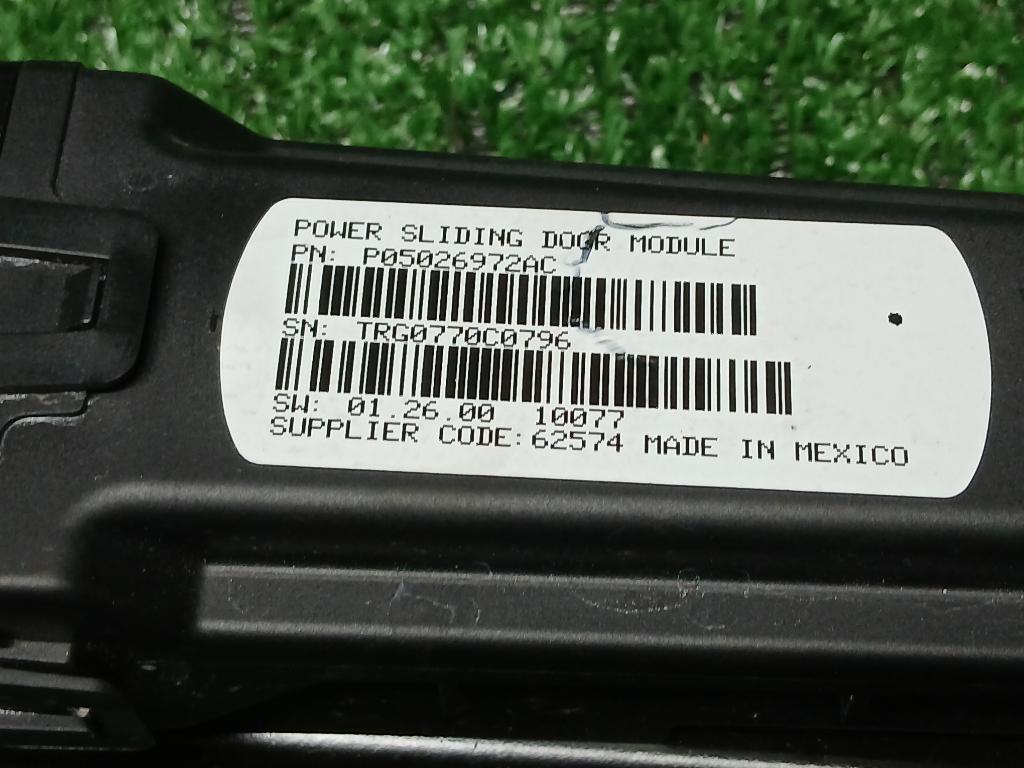 POWER SLIDING DOOR MODULE
PN: P05026972AC
SN: TRG0770C0796
SW: 01.26.00 10077
SUPPLIER CODE:62574 MADE IN MEXICO